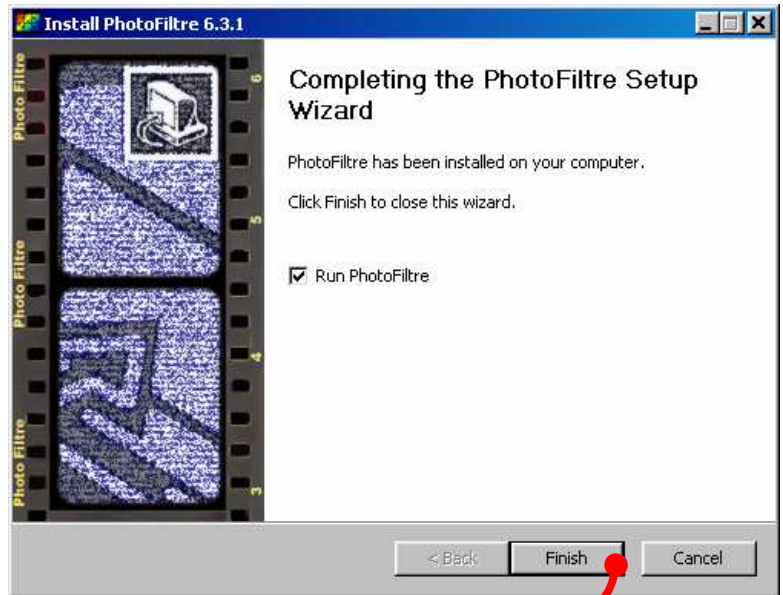 Install PhotoFiltre 6.3.1
Photo Filtre
6
5
Photo Filtre
4
Photo Filtre
3
Completing the PhotoFiltre Setup
Wizard
PhotoFiltre has been installed on your computer.
Click Finish to close this wizard.
Run PhotoFiltre
< Back
Finish
Cancel